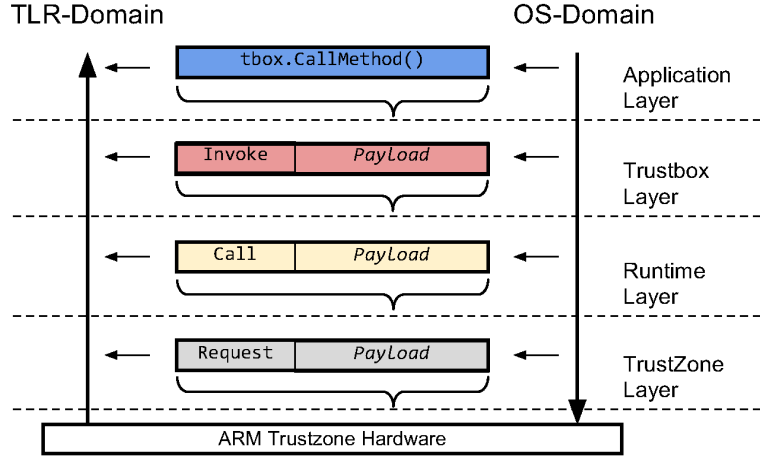 TLR-Domain
OS-Domain
tbox.CallMethod()
Application
Layer
Invoke
PayLoad
Trustbox
Layer
Call
PayLoad
Runtime
Layer
Request
PayLoad
TrustZone
Layer
ARM Trustzone Hardware